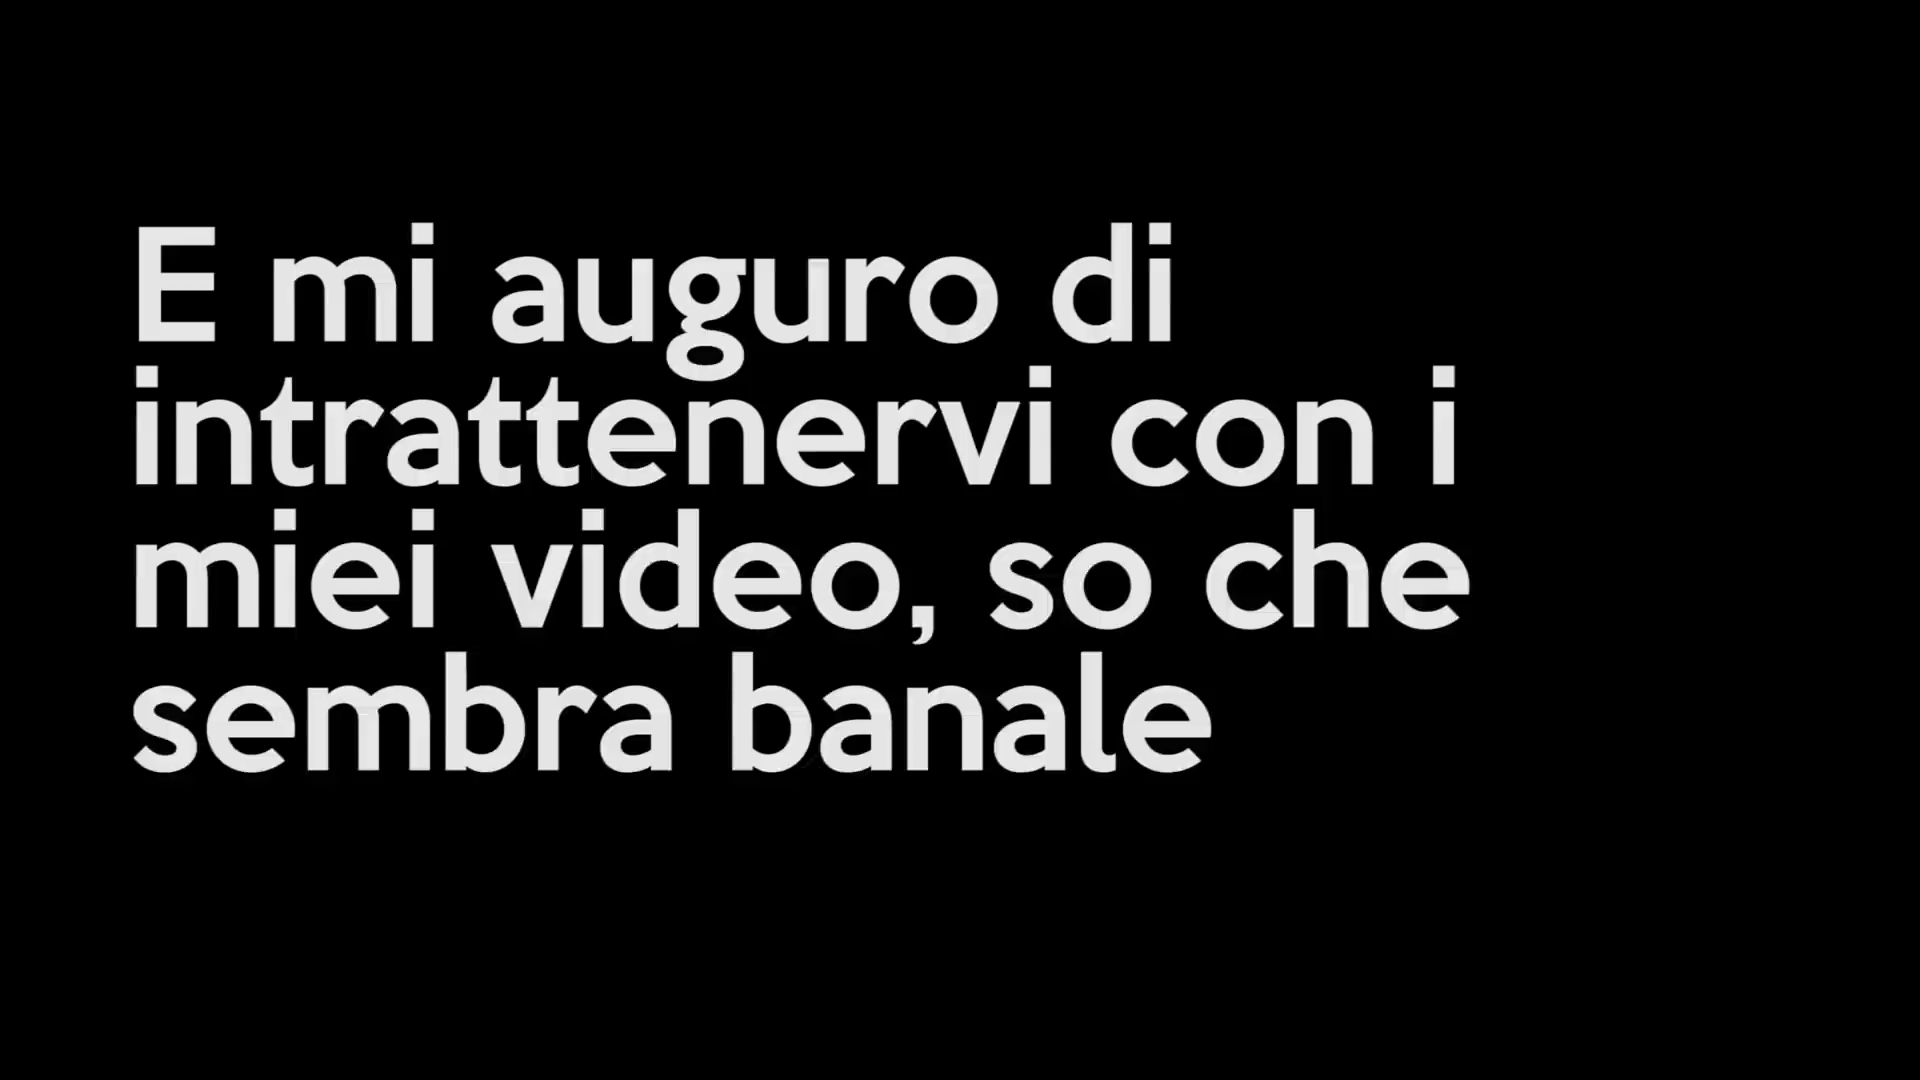 E mi auguro di
intrattenervi con i
miei video, so che
sembra banale